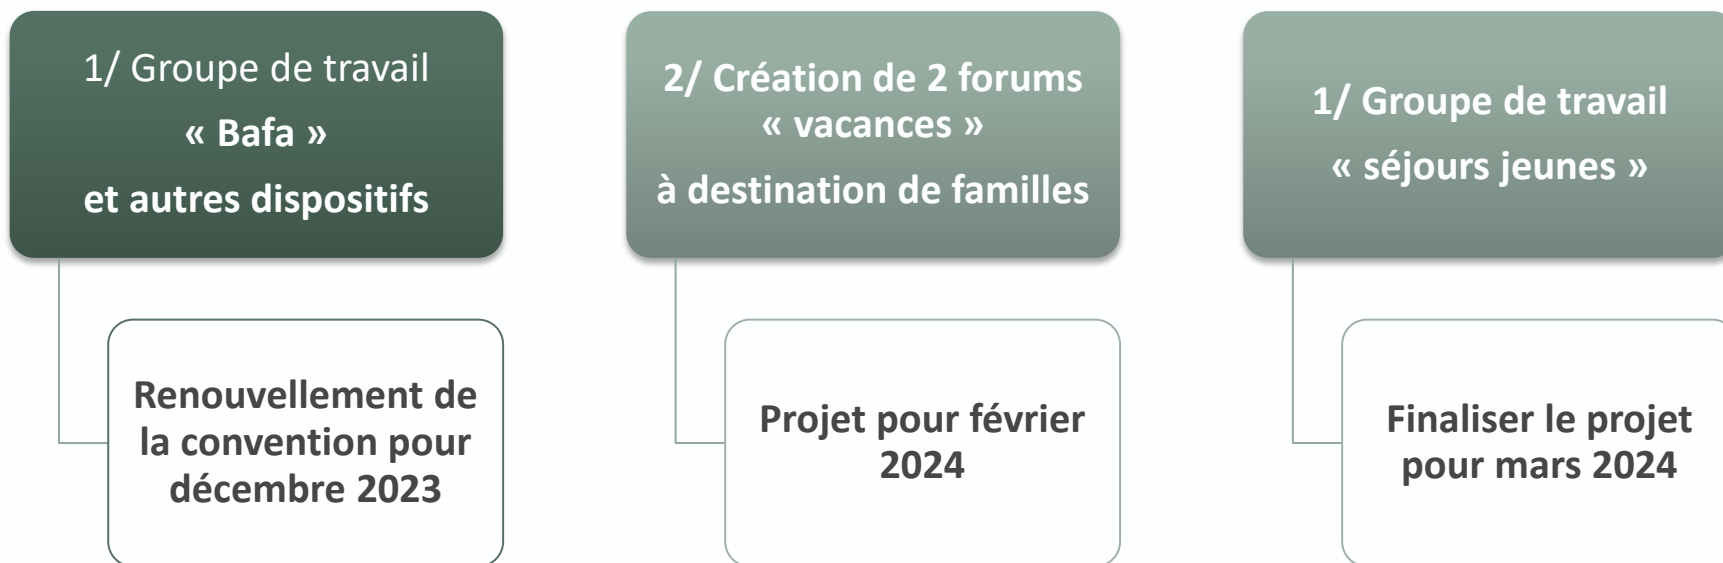 1/ Groupe de travail
« Bafa »
et autres dispositifs
Renouvellement de
la convention pour
décembre 2023
2/ Création de 2 forums
« vacances »
à destination de familles
Projet pour février
2024
1/ Groupe de travail
« séjours jeunes »
Finaliser le projet
pour mars 2024